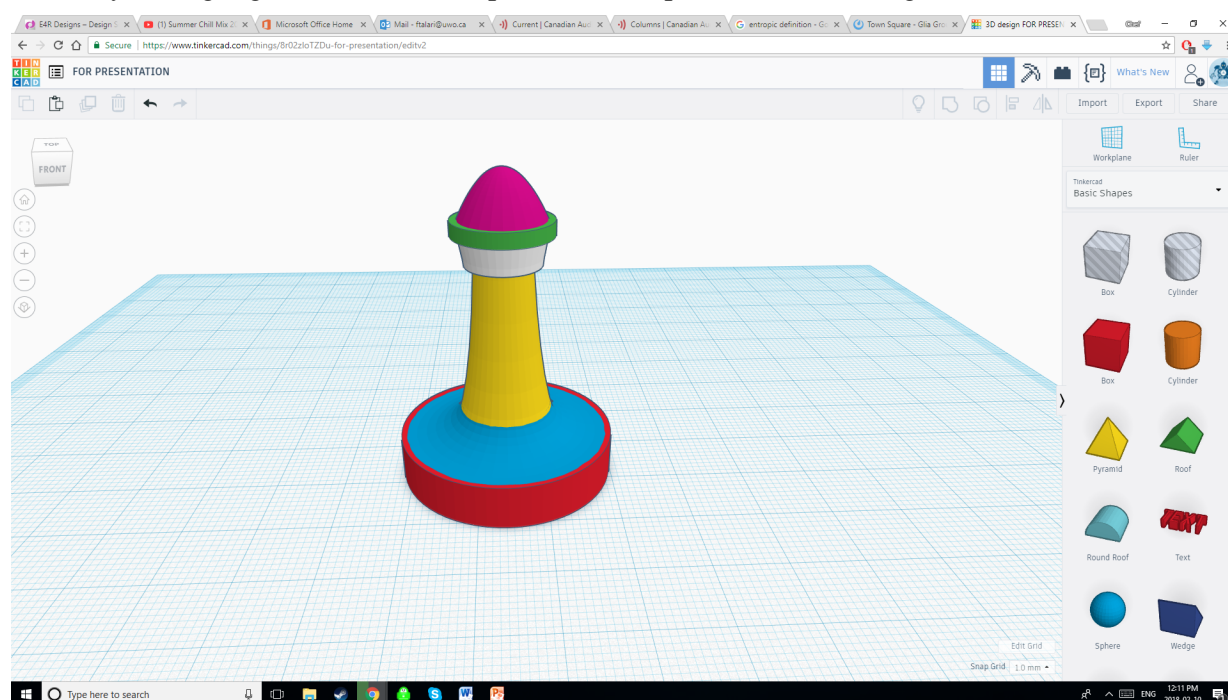 E4R Designs – Design S
(1) Summer Chill Mix 2
Microsoft Office Home
Mail - ftalari@uwo.ca
Current | Canadian Aud
Columns | Canadian Au
entropic definition - Go
Town Square - Glia Gro
3D design FOR PRESEN
Secure | https://www.tinkercad.com/things/8r02zloTZDu-for-presentation/editv2
TIN
KER
CAD
FOR PRESENTATION
What's New
Import Export Share
TOP
FRONT
Workplane Ruler
Tinkercad
Basic Shapes
Box Cylinder
Box Cylinder
Pyramid Roof
Round Roof Text
Sphere Wedge
Edit Grid
Snap Grid 1.0 mm
Type here to search
ENG
12:11 PM
2018-02-10